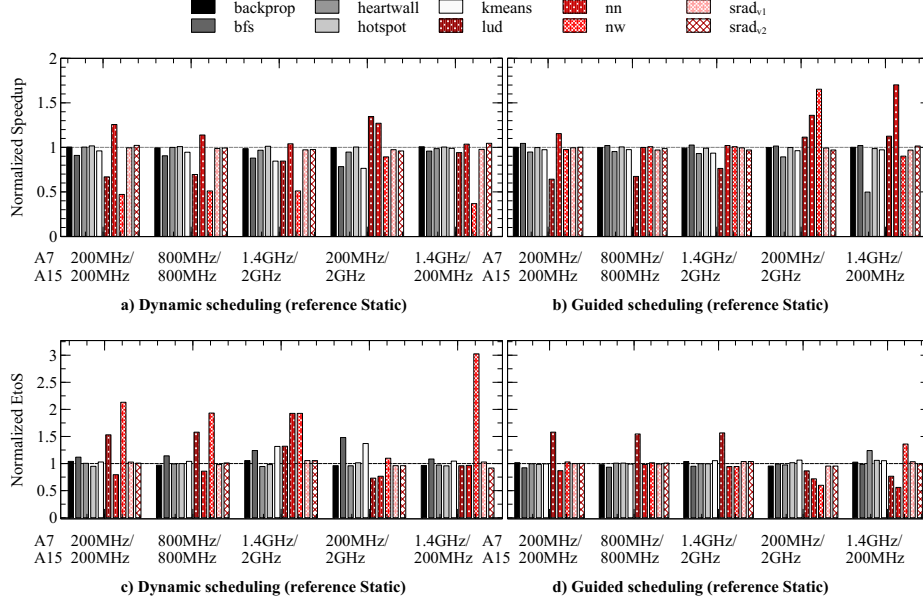 backprop heartwall kmeans nn srad_v1
bfs hotspot lud nw srad_v2
Normalized Speedup
2
1.5
1
0.5
0
A7 200MHz/ 800MHz/ 1.4GHz/ 200MHz/ 1.4GHz/ A7 200MHz/ 800MHz/ 1.4GHz/ 200MHz/ 1.4GHz/
A15 200MHz 800MHz 2GHz 2GHz 200MHz A15 200MHz 800MHz 2GHz 2GHz 200MHz
a) Dynamic scheduling (reference Static) b) Guided scheduling (reference Static)
Normalized EtoS
3
2.5
2
1.5
1
0.5
0
A7 200MHz/ 800MHz/ 1.4GHz/ 200MHz/ 1.4GHz/ A7 200MHz/ 800MHz/ 1.4GHz/ 200MHz/ 1.4GHz/
A15 200MHz 800MHz 2GHz 2GHz 200MHz A15 200MHz 800MHz 2GHz 2GHz 200MHz
c) Dynamic scheduling (reference Static) d) Guided scheduling (reference Static)